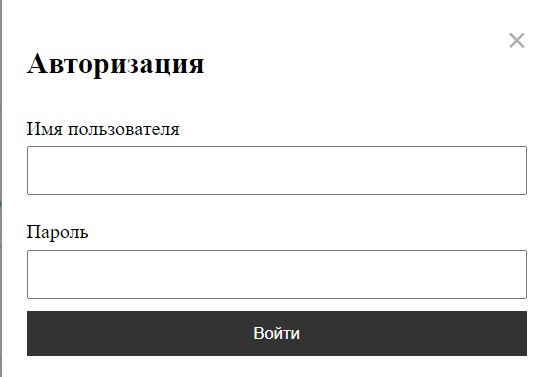 Авторизация
Имя пользователя
Пароль
Войти